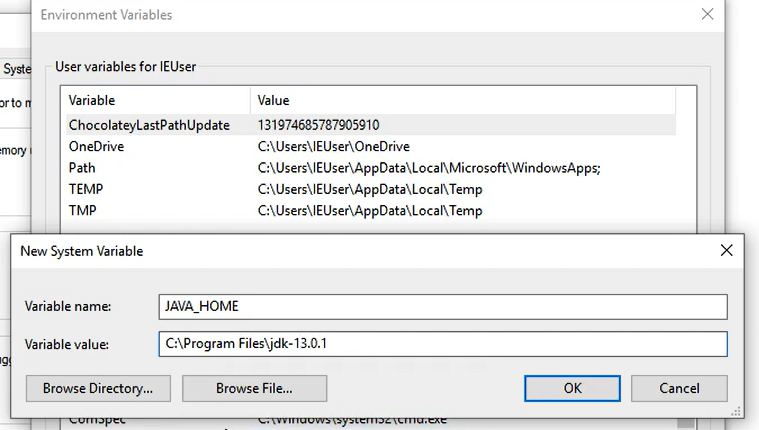 Environment Variables
User variables for IEUser
Variable Value
ChocolateyLastPathUpdate 131974685787905910
OneDrive C:\Users\IEUser\OneDrive
Path C:\Users\IEUser\AppData\Local\Microsoft\WindowsApps;
TEMP C:\Users\IEUser\AppData\Local\Temp
TMP C:\Users\IEUser\AppData\Local\Temp
Syste
or to m
emory
New System Variable
Variable name: JAVA_HOME
Variable value: C:\Program Files\jdk-13.0.1
Browse Directory... Browse File... OK Cancel
ComSpec C:\Windows\system32\cmd.exe